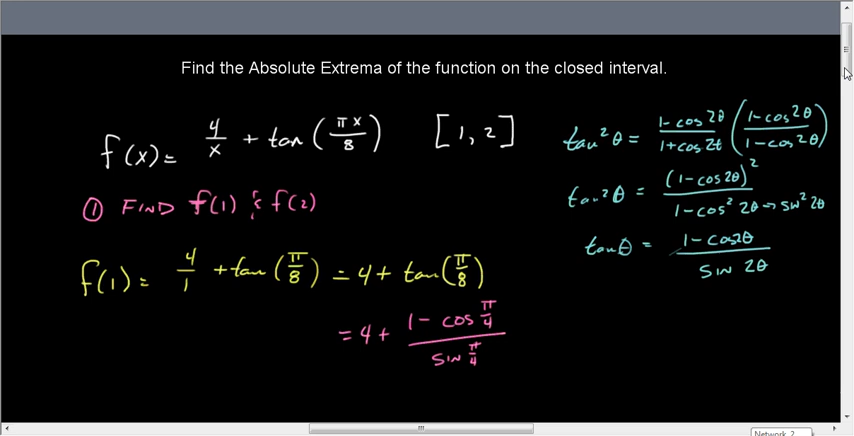 Find the Absolute Extrema of the function on the closed interval.
f(x) = 4/x + tan(πx/8) [1, 2]
① FIND f(1) & f(2)
f(1) = 4/1 + tan(π/8) = 4 + tan(π/8)
= 4 + (1 - cos π/4)/(sin π/4)
tan²θ = (1 - cos 2θ)/(1 + cos 2t) ((1 - cos 2θ)/(1 - cos 2θ))
tan²θ = (1 - cos 2θ)²/(1 - cos² 2θ) → sin² 2θ
tan θ = (1 - cos 2θ)/(sin 2θ)
Network 2